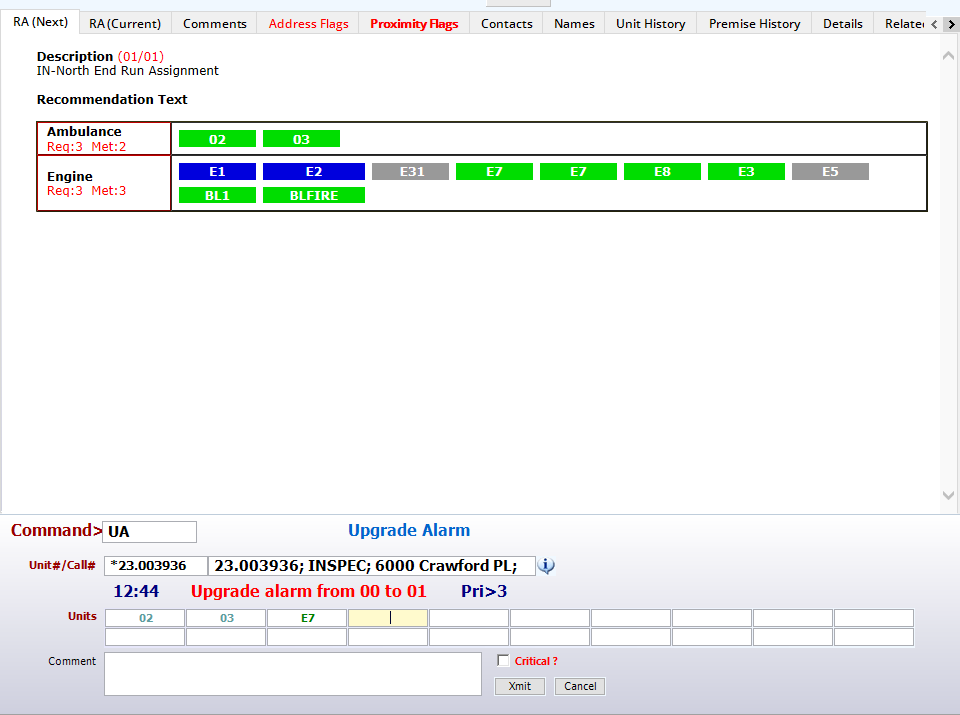 RA (Next) RA (Current) Comments Address Flags Proximity Flags Contacts Names Unit History Premise History Details Relate
Description (01/01)
IN-North End Run Assignment
Recommendation Text
Ambulance
Req:3 Met:2
02 03
Engine
Req:3 Met:3
E1 E2 E31 E7 E7 E8 E3 E5
BL1 BLFIRE
Command> UA Upgrade Alarm
Unit#/Call# *23.003936 23.003936; INSPEC; 6000 Crawford PL;
12:44 Upgrade alarm from 00 to 01 Pri>3
Units 02 03 E7
Comment
Critical ?
Xmit Cancel